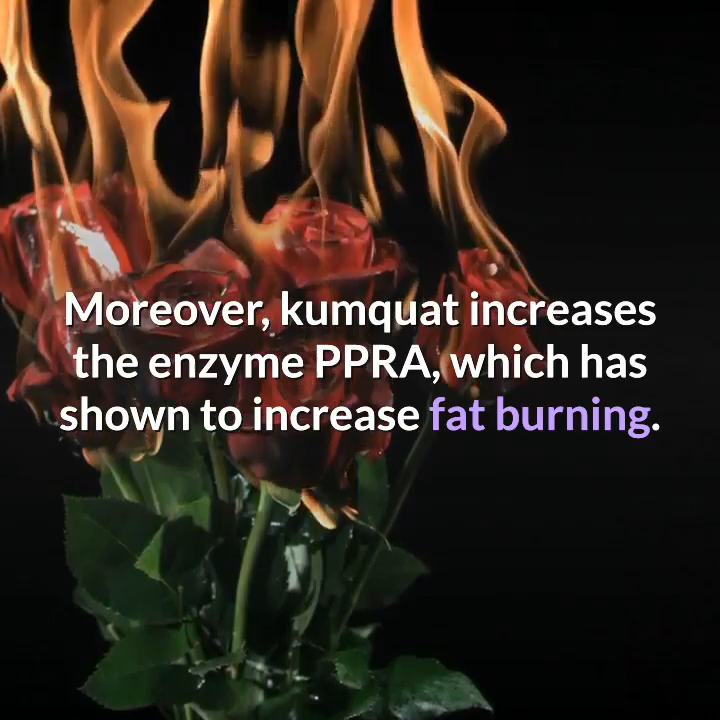 Moreover, kumquat increases
the enzyme PPRA, which has
shown to increase fat burning.